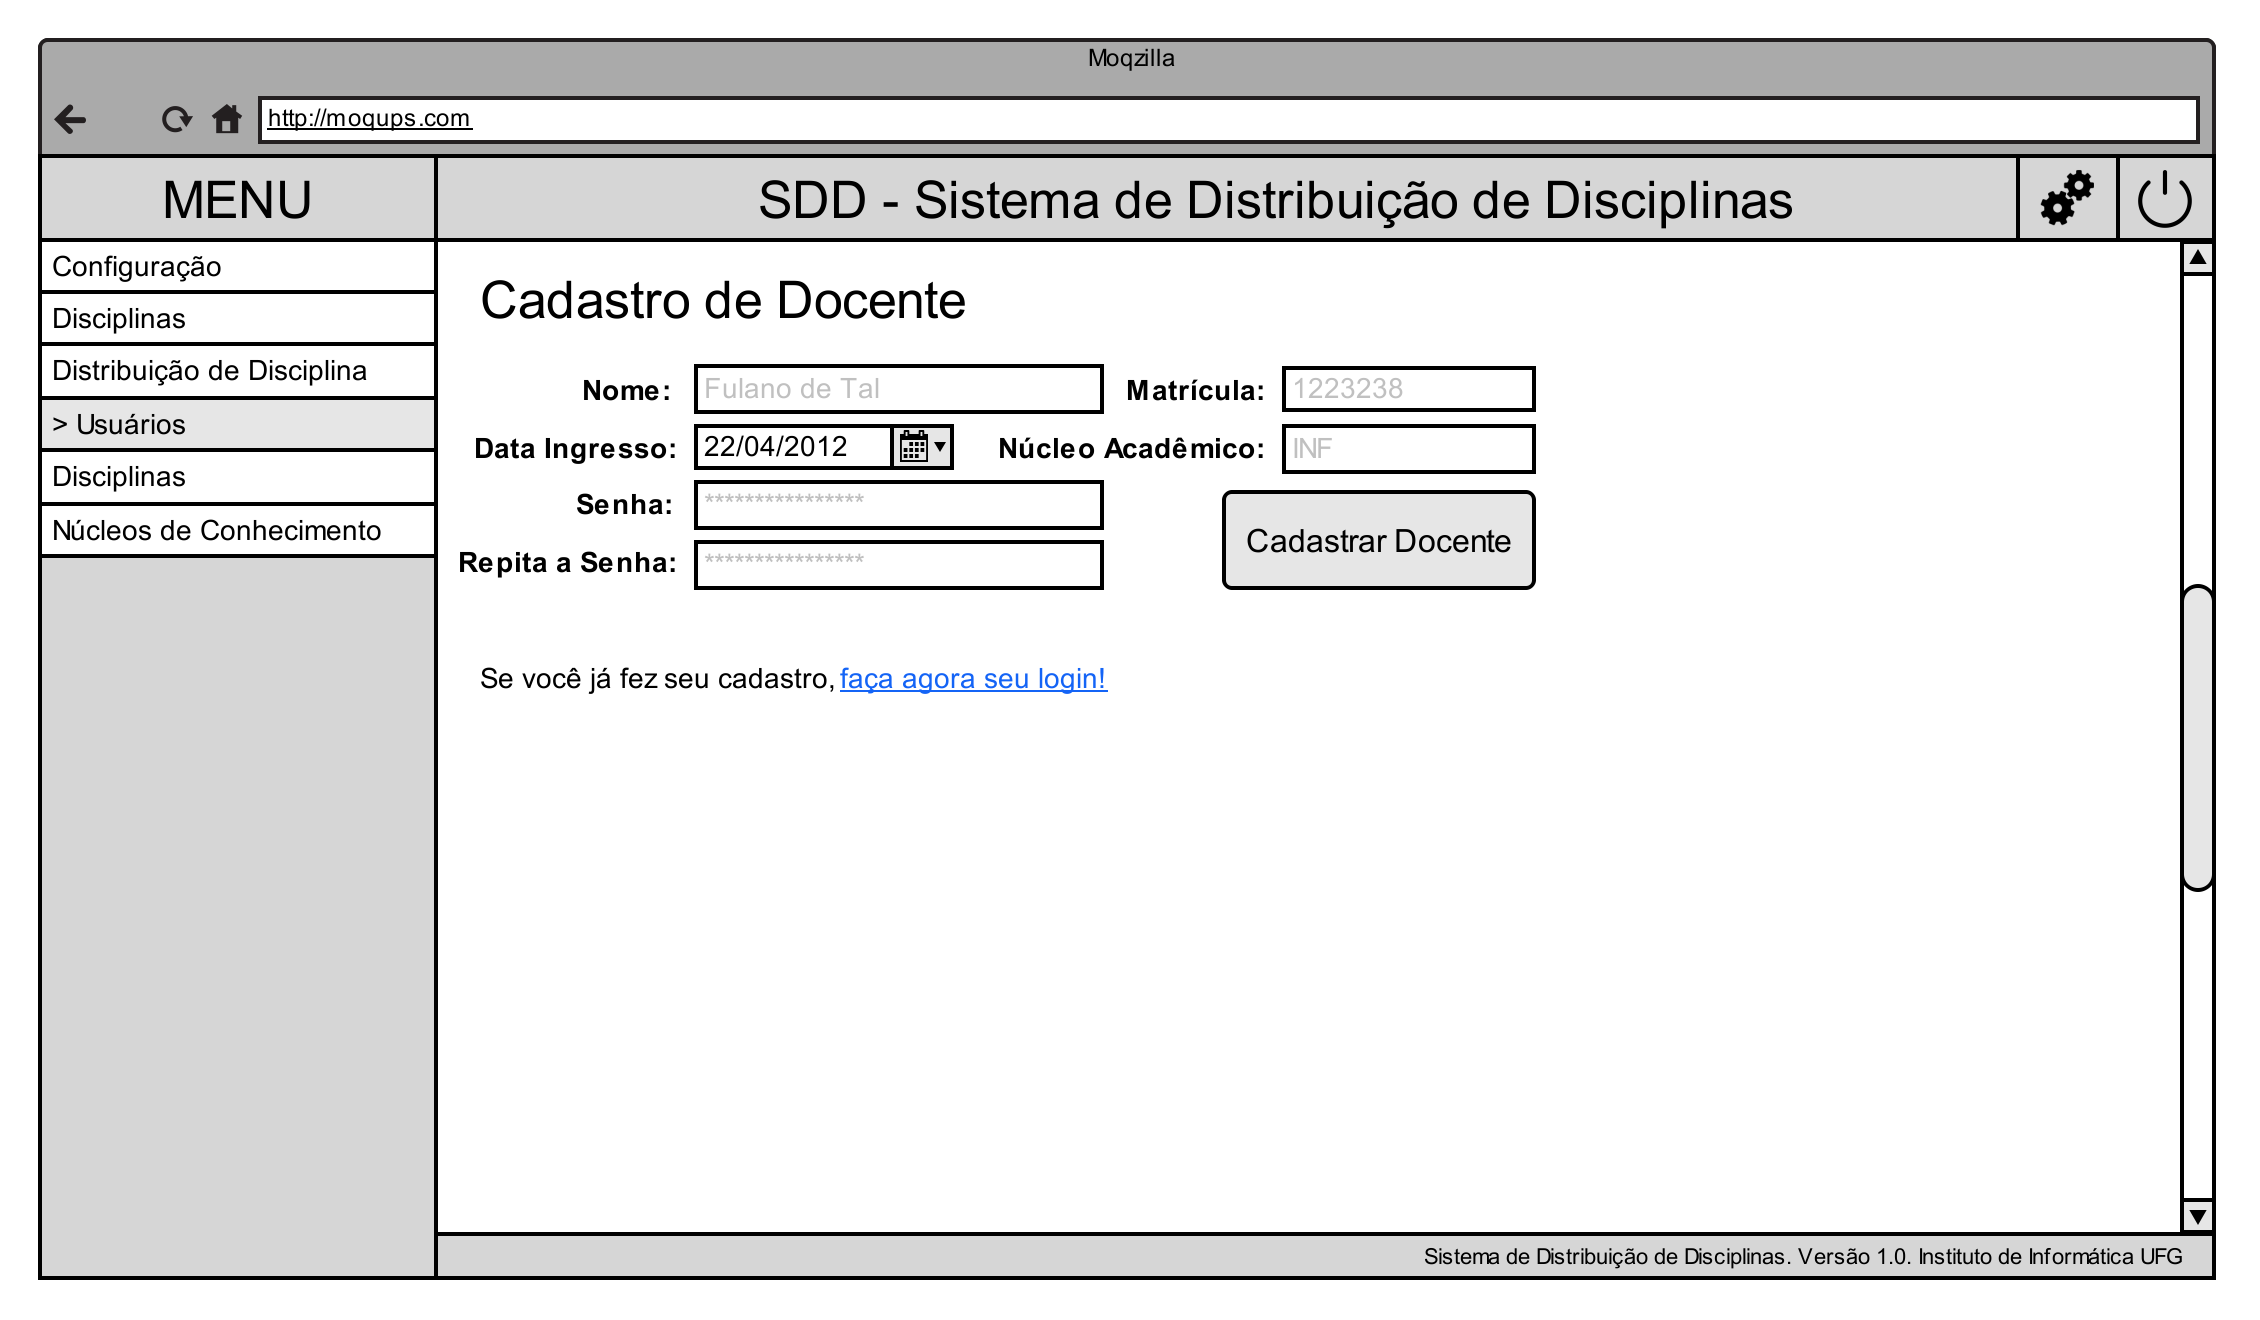 Moqzilla
http://moqups.com
MENU
SDD - Sistema de Distribuição de Disciplinas
Configuração
Disciplinas
Distribuição de Disciplina
> Usuários
Disciplinas
Núcleos de Conhecimento
Cadastro de Docente
Nome: Fulano de Tal Matrícula: 1223238
Data Ingresso: 22/04/2012 Núcleo Acadêmico: INF
Senha: ****************
Repita a Senha: ****************
Cadastrar Docente
Se você já fez seu cadastro, faça agora seu login!
Sistema de Distribuição de Disciplinas. Versão 1.0. Instituto de Informática UFG